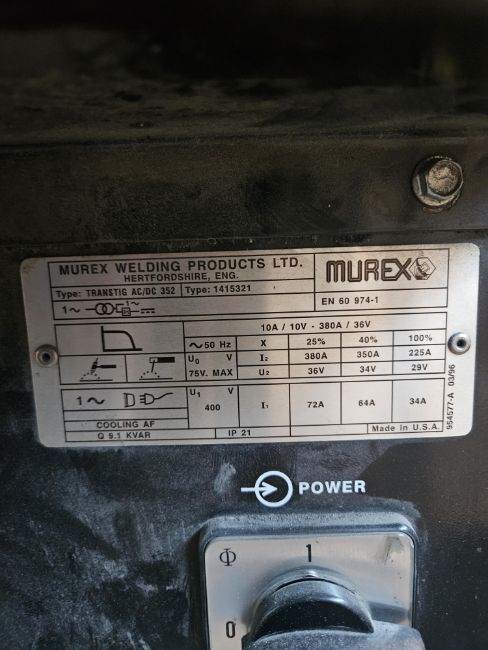 MUREX WELDING PRODUCTS LTD.
HERTFORDSHIRE, ENG.
MUREX
Type: TRANSTIG AC/DC 352 Type: 1415321
1~ 1~
EN 60 974-1
10A / 10V - 380A / 36V
~50 Hz X 25% 40% 100%
U0 V I2 380A 350A 225A
75V. MAX U2 36V 34V 29V
1~ U1 V 400 I1 72A 64A 34A
COOLING AF
Q 9.1 KVAR IP 21 Made in U.S.A.
954577-A 03/96
POWER
Φ 1
0